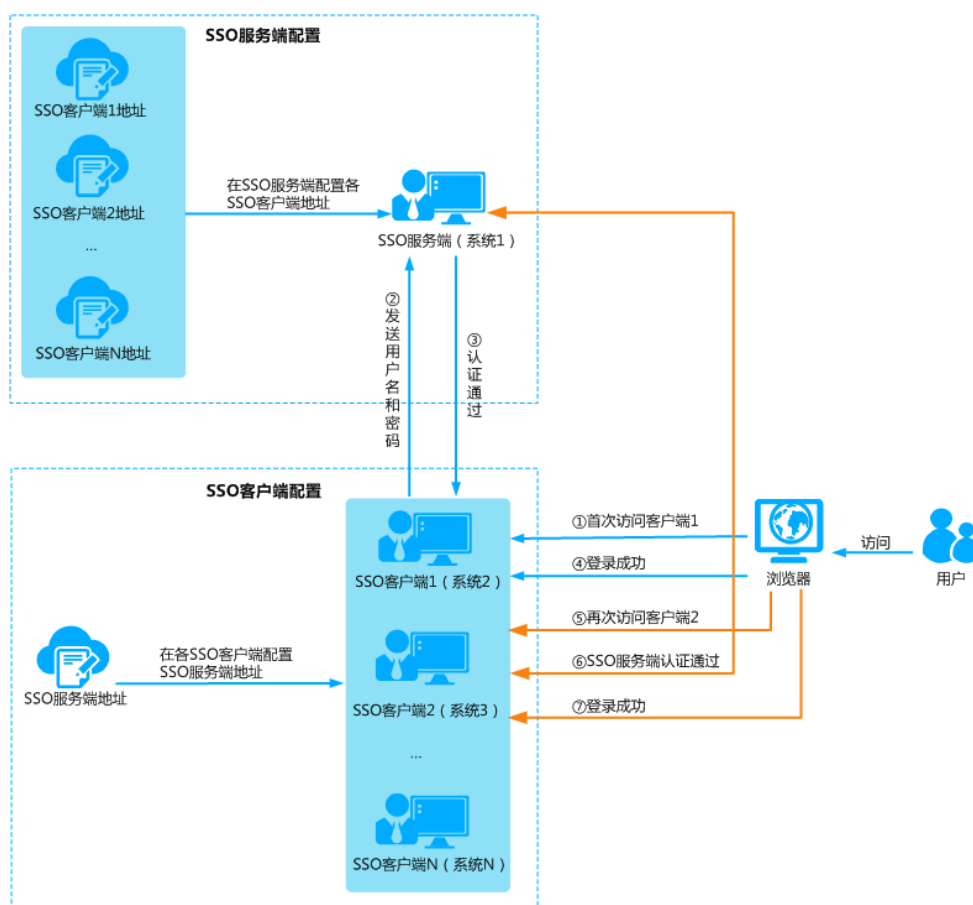 SSO服务端配置
SSO客户端1地址
SSO客户端2地址
...
SSO客户端N地址
在SSO服务端配置各
SSO客户端地址
SSO服务端（系统1）
②发送用户名和密码
③认证通过
SSO客户端配置
SSO客户端1（系统2）
①首次访问客户端1
④登录成功
浏览器
访问
用户
⑤再次访问客户端2
⑥SSO服务端认证通过
⑦登录成功
在各SSO客户端配置
SSO服务端地址
SSO服务端地址
SSO客户端2（系统3）
...
SSO客户端N（系统N）